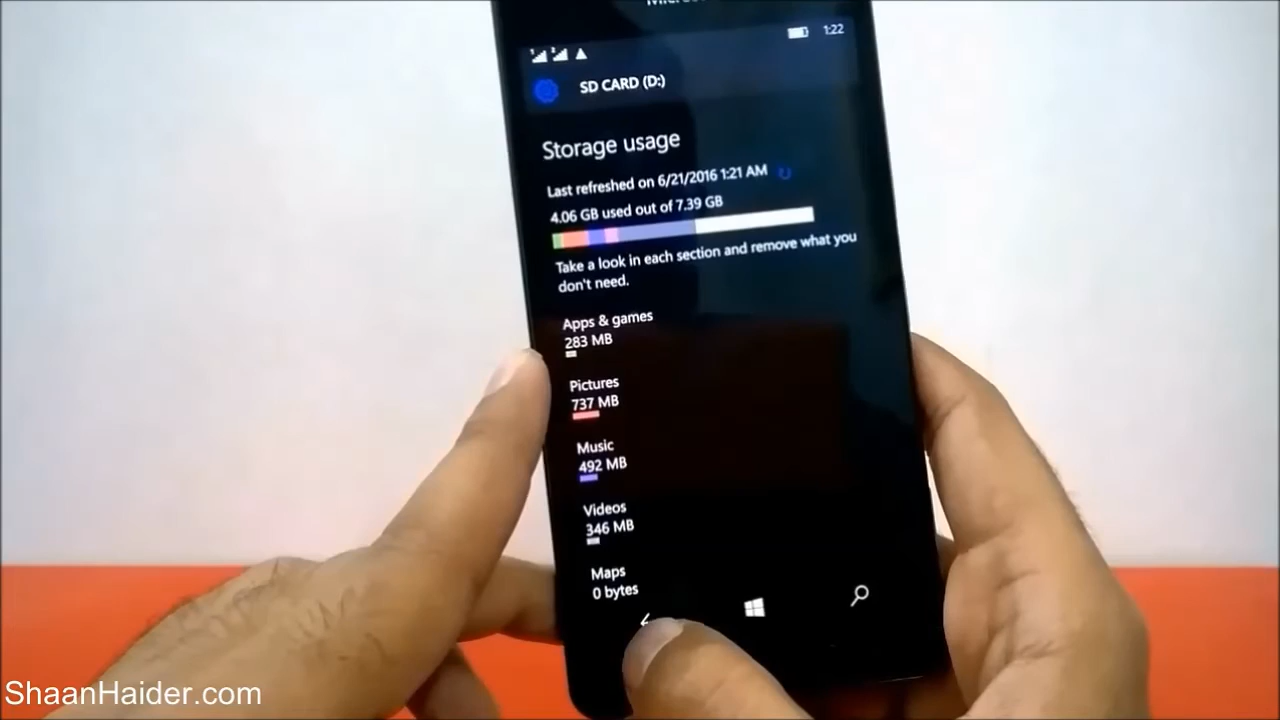 1:22
SD CARD (D:)
Storage usage
Last refreshed on 6/21/2016 1:21 AM
4.06 GB used out of 7.39 GB
Take a look in each section and remove what you
don't need.
Apps & games
283 MB
Pictures
737 MB
Music
492 MB
Videos
346 MB
Maps
0 bytes
ShaanHaider.com